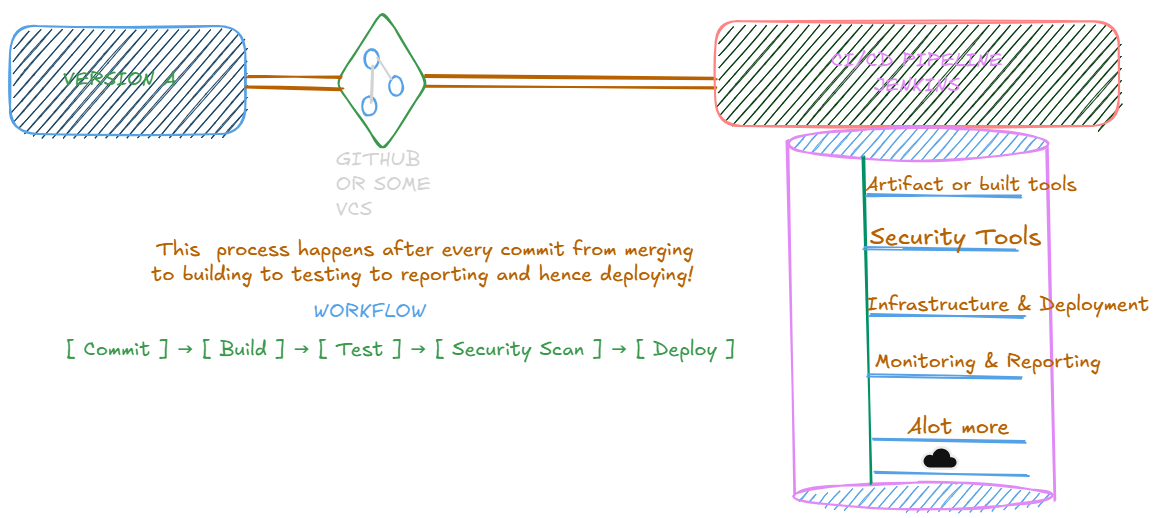 VERSION A
CI/CD PIPELINE
JENKINS
GITHUB
OR SOME
VCS
Artifact or built tools
Security Tools
This process happens after every commit from merging
to building to testing to reporting and hence deploying!
Infrastructure & Deployment
WORKFLOW
[ Commit ] → [ Build ] → [ Test ] → [ Security Scan ] → [ Deploy ]
Monitoring & Reporting
Alot more